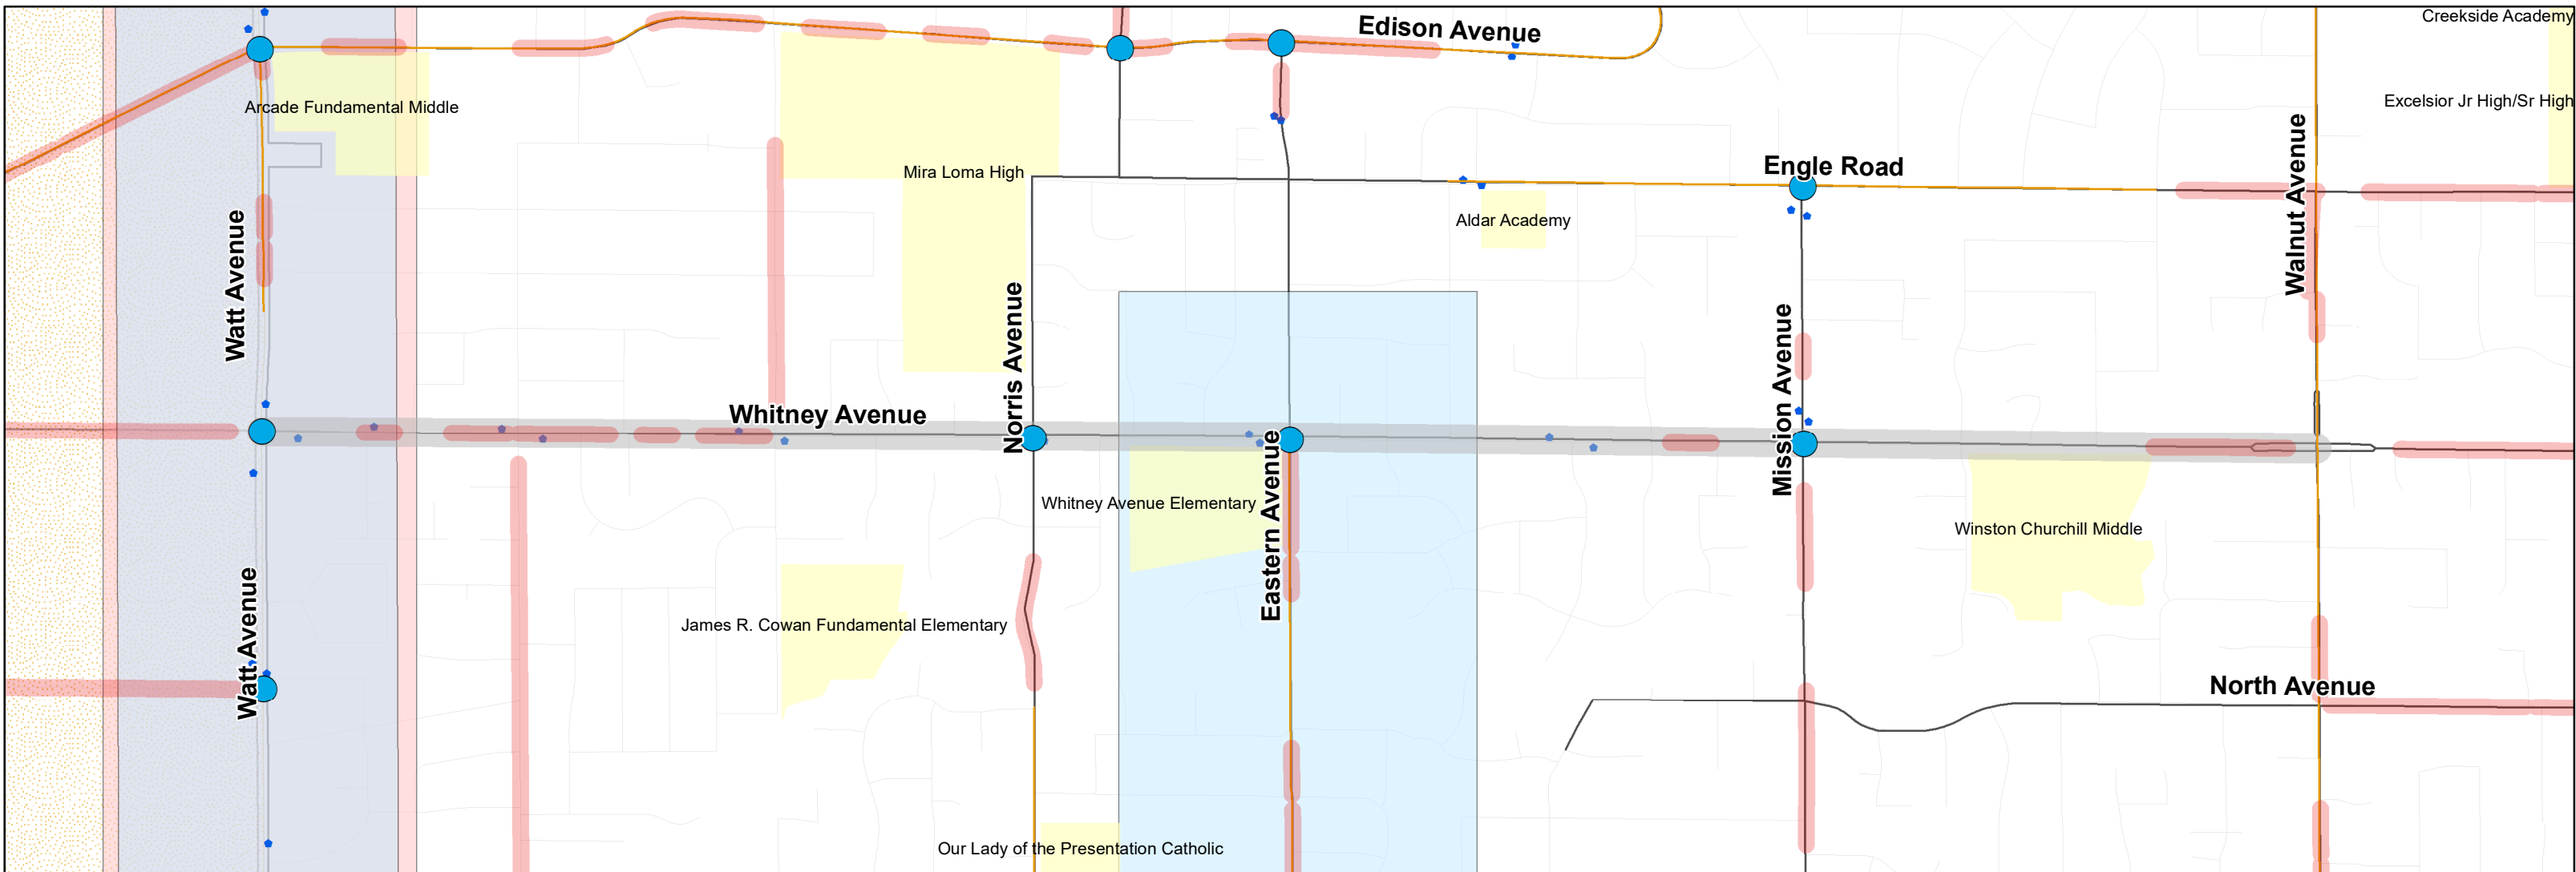 Creekside Academy
Edison Avenue
Excelsior Jr High/Sr High
Arcade Fundamental Middle
Engle Road
Mira Loma High
Walnut Avenue
Aldar Academy
Watt Avenue
Norris Avenue
Mission Avenue
Whitney Avenue
Whitney Avenue Elementary
Eastern Avenue
Winston Churchill Middle
James R. Cowan Fundamental Elementary
Watt Avenue
North Avenue
Our Lady of the Presentation Catholic